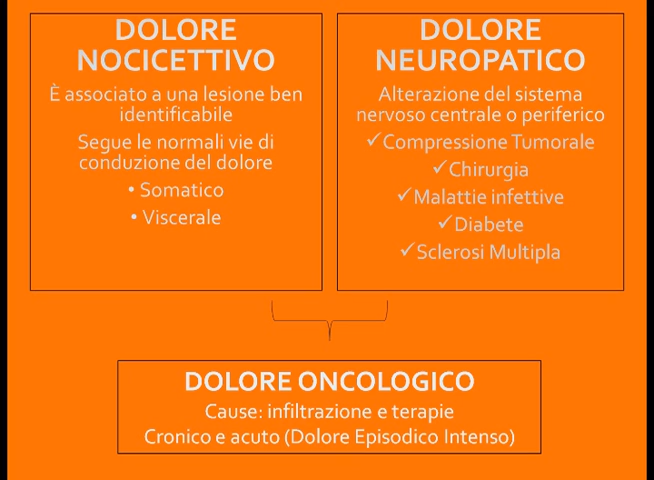 DOLORE
NOCICETTIVO
È associato a una lesione ben
identificabile
Segue le normali vie di
conduzione del dolore
• Somatico
• Viscerale
DOLORE
NEUROPATICO
Alterazione del sistema
nervoso centrale o periferico
✓Compressione Tumorale
✓Chirurgia
✓Malattie infettive
✓Diabete
✓Sclerosi Multipla
DOLORE ONCOLOGICO
Cause: infiltrazione e terapie
Cronico e acuto (Dolore Episodico Intenso)